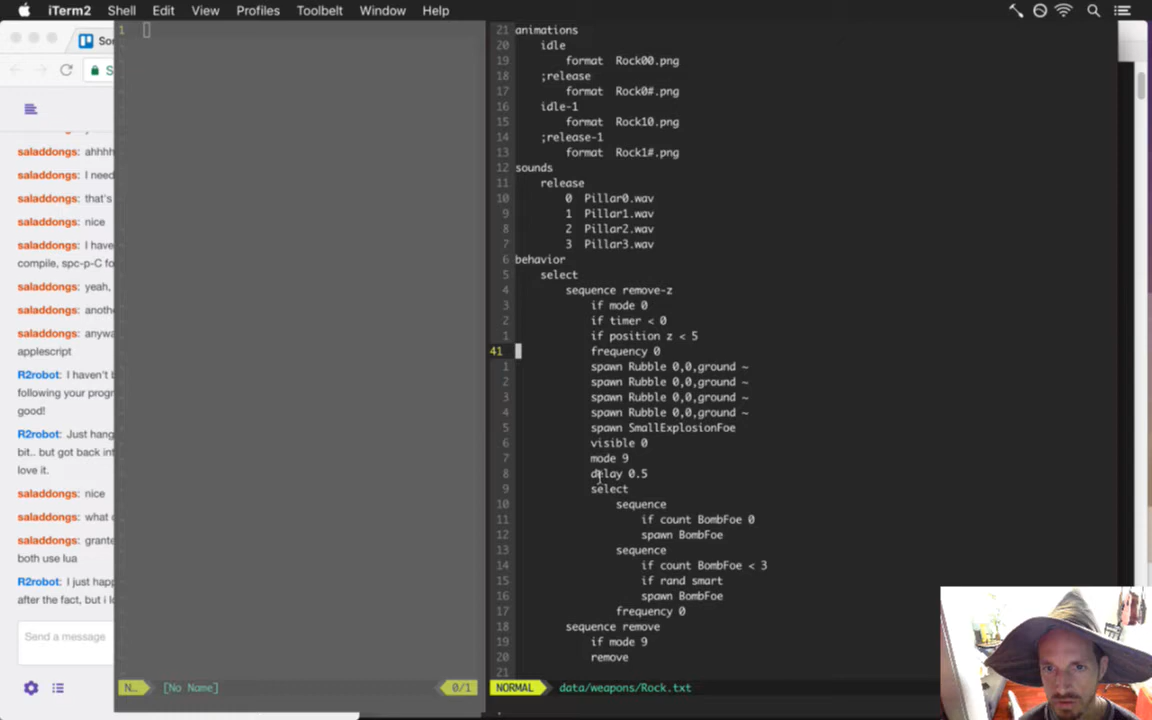 iTerm2 Shell Edit View Profiles Toolbelt Window Help
saladdongs: ahhhh
saladdongs: I need
saladdongs: that's
saladdongs: nice
saladdongs: I have
compile, spc-p-C fo
saladdongs: yeah,
saladdongs: anothe
saladdongs: anywa
applescript
R2robot: I haven't b
following your progr
good!
R2robot: Just hang
bit.. but got back int
love it.
saladdongs: nice
saladdongs: what
saladdongs: grante
both use lua
R2robot: I just happ
after the fact, but i l
Send a message
1
N… [No Name] 0/1
21 animations
20 idle
19 format Rock00.png
18 ;release
17 format Rock0#.png
16 idle-1
15 format Rock10.png
14 ;release-1
13 format Rock1#.png
12 sounds
11 release
10 0 Pillar0.wav
9 1 Pillar1.wav
8 2 Pillar2.wav
7 3 Pillar3.wav
6 behavior
5 select
4 sequence remove-z
3 if mode 0
2 if timer < 0
1 if position z < 5
41 frequency 0
1 spawn Rubble 0,0,ground ~
2 spawn Rubble 0,0,ground ~
3 spawn Rubble 0,0,ground ~
4 spawn Rubble 0,0,ground ~
5 spawn SmallExplosionFoe
6 visible 0
7 mode 9
8 delay 0.5
9 select
10 sequence
11 if count BombFoe 0
12 spawn BombFoe
13 sequence
14 if count BombFoe < 3
15 if rand smart
16 spawn BombFoe
17 frequency 0
18 sequence remove
19 if mode 9
20 remove
21
NORMAL data/weapons/Rock.txt